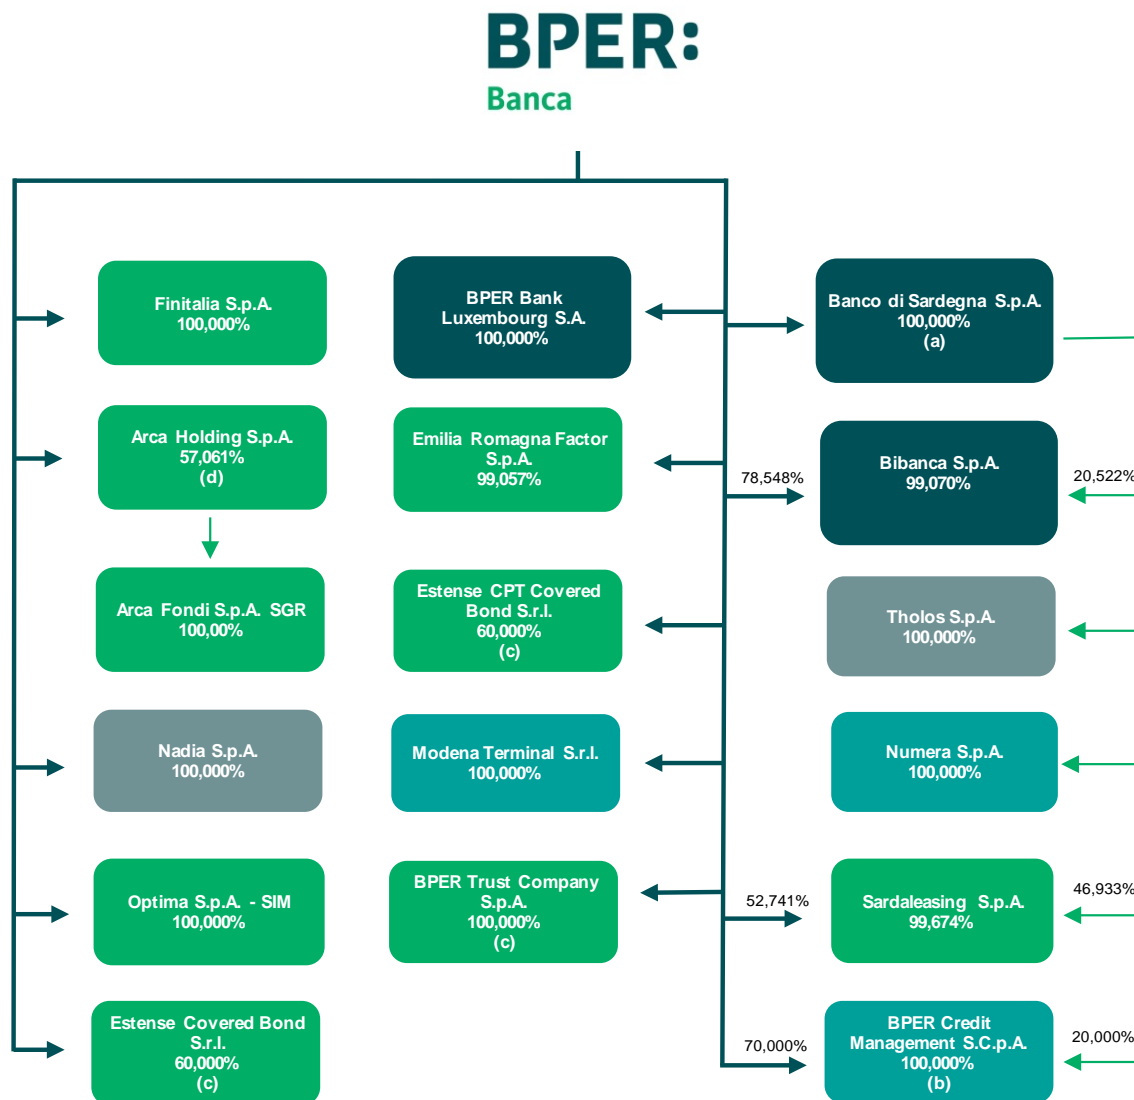 BPER:
Banca
Finitalia S.p.A.
100,000%
BPER Bank
Luxembourg S.A.
100,000%
Banco di Sardegna S.p.A.
100,000%
(a)
Arca Holding S.p.A.
57,061%
(d)
Emilia Romagna Factor
S.p.A.
99,057%
78,548%
Bibanca S.p.A.
99,070%
20,522%
Arca Fondi S.p.A. SGR
100,00%
Estense CPT Covered
Bond S.r.l.
60,000%
(c)
Tholos S.p.A.
100,000%
Nadia S.p.A.
100,000%
Modena Terminal S.r.l.
100,000%
Numera S.p.A.
100,000%
Optima S.p.A. - SIM
100,000%
BPER Trust Company
S.p.A.
100,000%
(c)
52,741%
Sardaleasing S.p.A.
99,674%
46,933%
Estense Covered Bond
S.r.l.
60,000%
(c)
70,000%
BPER Credit
Management S.C.p.A.
100,000%
(b)
20,000%